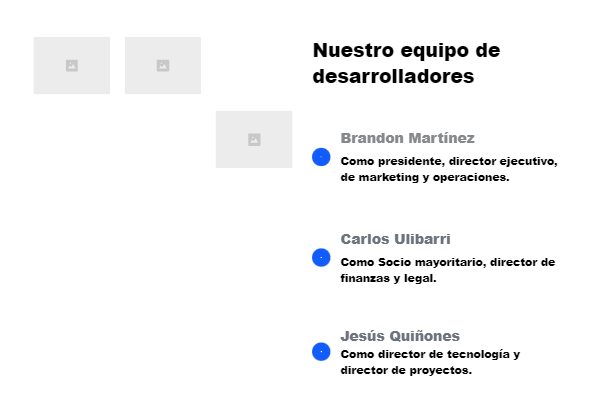 Nuestro equipo de
desarrolladores
Brandon Martínez
Como presidente, director ejecutivo,
de marketing y operaciones.
Carlos Ulibarri
Como Socio mayoritario, director de
finanzas y legal.
Jesús Quiñones
Como director de tecnología y
director de proyectos.